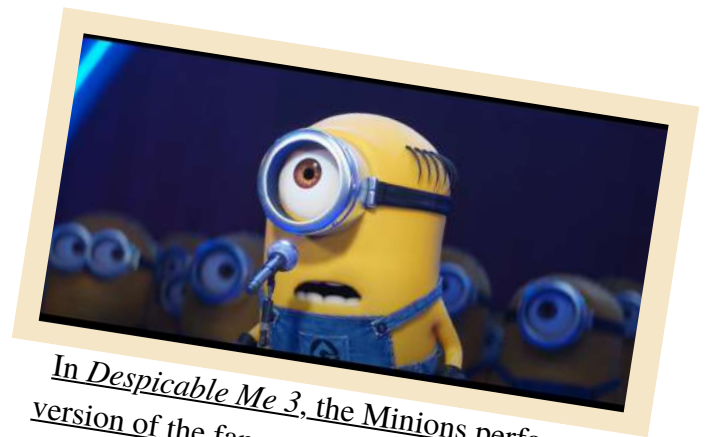 In Despicable Me 3, the Minions
version of the